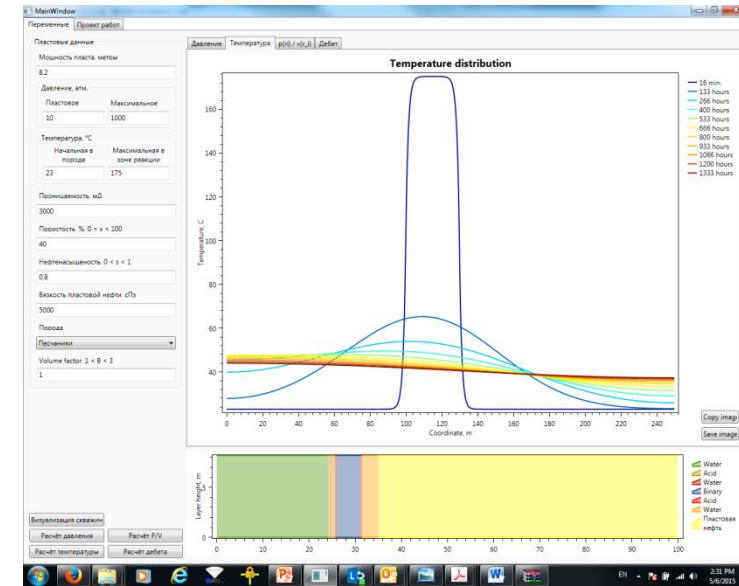 MainWindow
Переменные Проект работ
Пластовые данные
Мощность пласта. метры
8.2
Давление, атм.
Пластовое Максимальное
10 1000
Температура, °C
Начальная в породе Максимальная в зоне реакции
23 175
Проницаемость. мД
3000
Пористость. %. 0 < x < 100
40
Нефтенасыщеность. 0 < s < 1
0,8
Вязкость пластовой нефти. сПз
5000
Порода
Песчаники
Volume factor. 1 < B < 3
1
Визуализация скважин
Расчёт давления Расчёт P/V
Расчёт температуры Расчёт дебета
Давление Температура p(ri) / v(r_i) Дебет
Temperature distribution
Temperature, C
160
140
120
100
80
60
40
0 20 40 60 80 100 120 140 160 180 200 220 240
Coordinate, m
16 min.
133 hours
266 hours
400 hours
533 hours
666 hours
800 hours
933 hours
1066 hours
1200 hours
1333 hours
Copy imag
Save image
Layer height, m
5
0
0 10 20 30 40 50 60 70 80 90 100
Water
Acid
Water
Binary
Acid
Water
Пластовая
нефть
EN
2:31 PM
5/6/2015